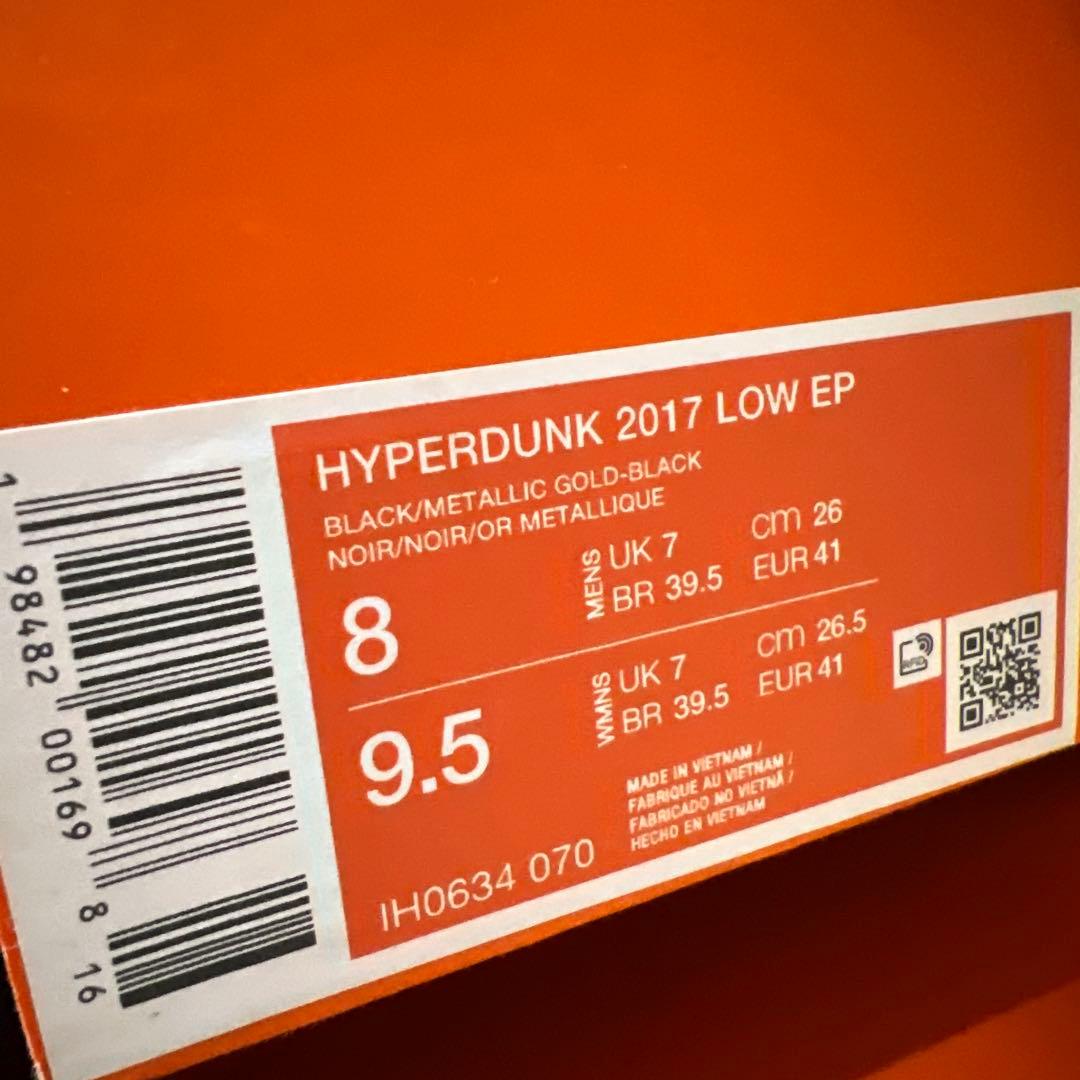 HYPERDUNK 2017 LOW EP
BLACK/METALLIC GOLD-BLACK
NOIR/NOIR/OR METALLIQUE
8
MENS
UK 7 cm 26
BR 39.5 EUR 41
9.5
WMNS
UK 7 cm 26.5
BR 39.5 EUR 41
MADE IN VIETNAM /
FABRIQUE AU VIETNAM /
FABRICADO NO VIETNÃ /
HECHO EN VIETNAM
IH0634 070
RFID
1 98482 00169 8 16